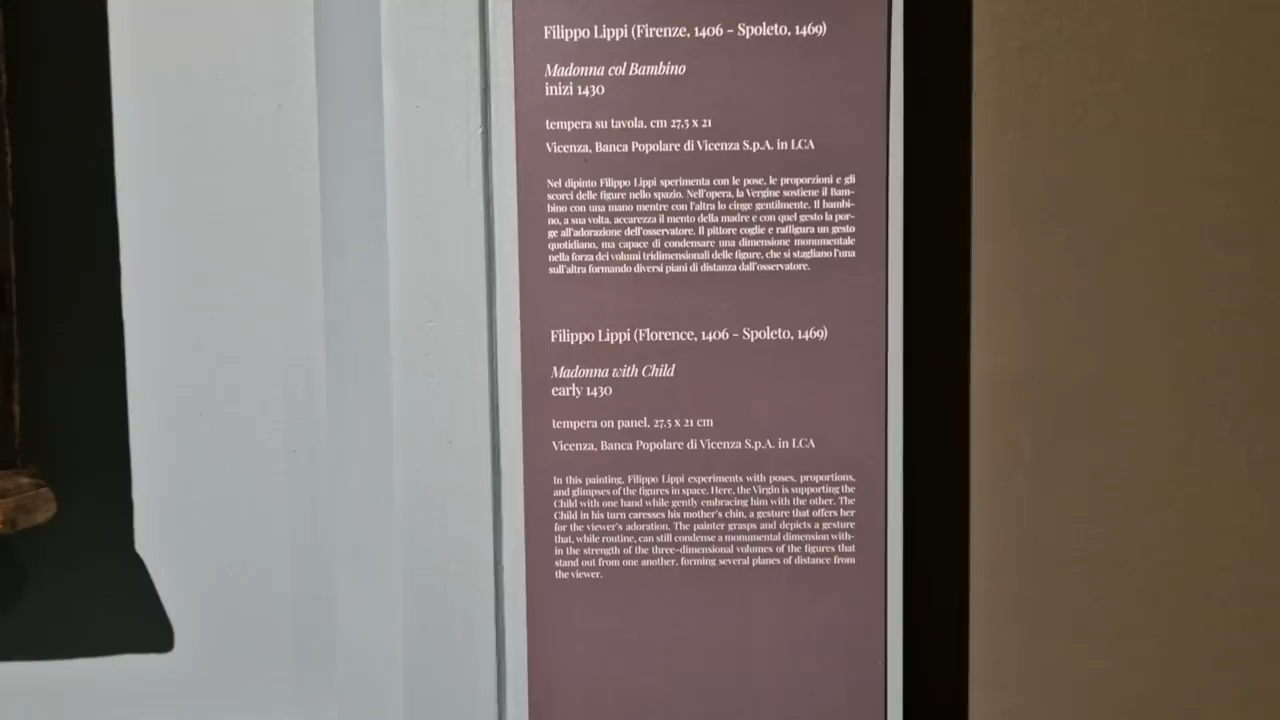 Filippo Lippi (Firenze, 1406 – Spoleto, 1469)
Madonna col Bambino
inizi 1430
tempera su tavola, cm 27,5 x 21
Vicenza, Banca Popolare di Vicenza S.p.A. in LCA
Nel dipinto Filippo Lippi sperimenta con le pose, le proporzioni e gli
scorci delle figure nello spazio. Nell'opera, la Vergine sostiene il Bam-
bino con una mano mentre con l'altra lo cinge gentilmente. Il bambi-
no, a sua volta, accarezza il mento della madre e con quel gesto la por-
ge all'adorazione dell'osservatore. Il pittore coglie e raffigura un gesto
quotidiano, ma capace di condensare una dimensione monumentale
nella forza dei volumi tridimensionali delle figure, che si stagliano l'una
sull'altra formando diversi piani di distanza dall'osservatore.
Filippo Lippi (Florence, 1406 – Spoleto, 1469)
Madonna with Child
early 1430
tempera on panel, 27.5 x 21 cm
Vicenza, Banca Popolare di Vicenza S.p.A. in LCA
In this painting, Filippo Lippi experiments with poses, proportions,
and glimpses of the figures in space. Here, the Virgin is supporting the
Child with one hand while gently embracing him with the other. The
Child in his turn caresses his mother's chin, a gesture that offers her
for the viewer's adoration. The painter grasps and depicts a gesture
that, while routine, can still condense a monumental dimension with-
in the strength of the three-dimensional volumes of the figures that
stand out from one another, forming several planes of distance from
the viewer.